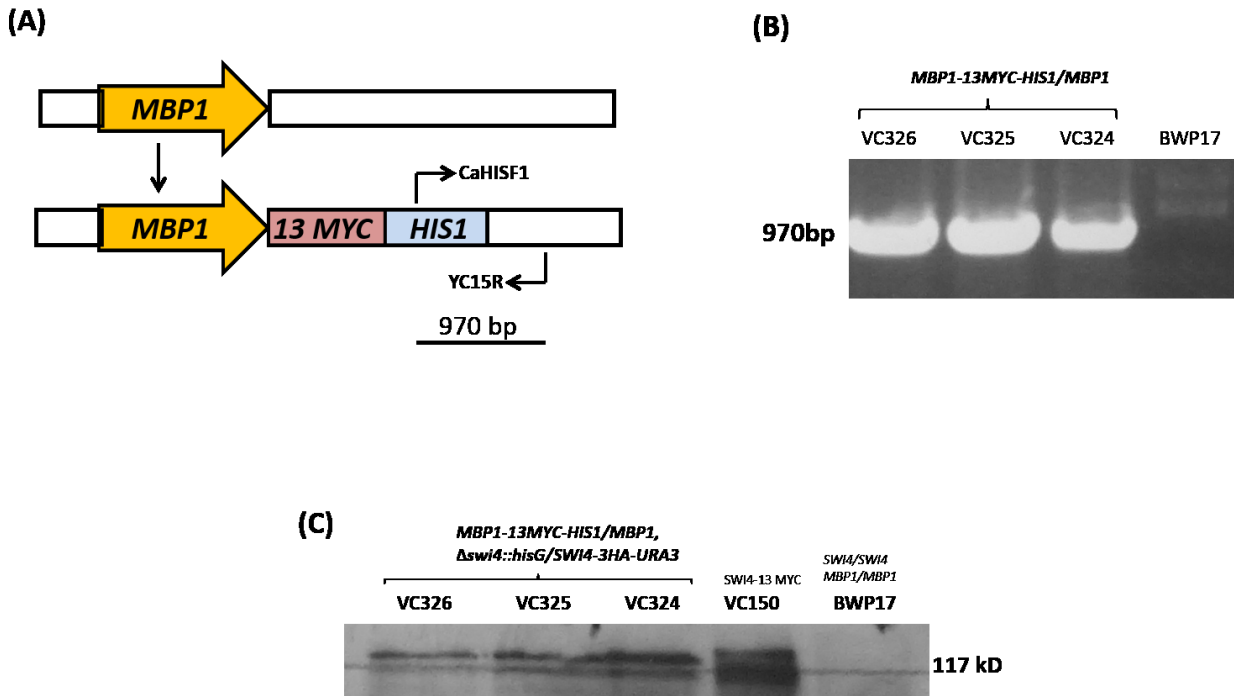 (A)
MBP1
MBP1
13 MYC
HIS1
CaHISF1
YC15R
970 bp
(B)
MBP1-13MYC-HIS1/MBP1
VC326 VC325 VC324 BWP17
970bp
(C)
MBP1-13MYC-HIS1/MBP1,
Δswi4::hisG/SWI4-3HA-URA3
SWI4-13 MYC
SWI4/SWI4
MBP1/MBP1
VC326 VC325 VC324 VC150 BWP17
117 kD